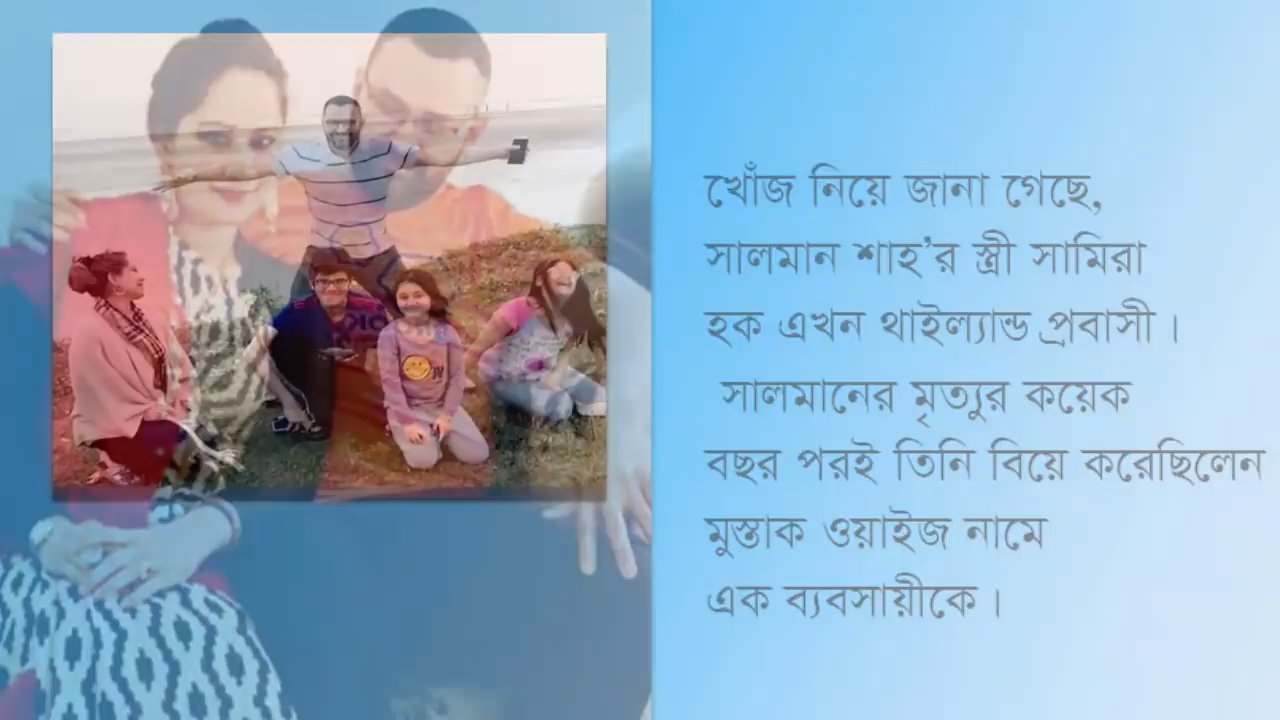 খোঁজ নিয়ে জানা গেছে,
সালমান শাহ’র স্ত্রী সামিরা
হক এখন থাইল্যান্ড প্রবাসী।
সালমানের মৃত্যুর কয়েক
বছর পরই তিনি বিয়ে করেছিলেন
মুস্তাক ওয়াইজ নামে
এক ব্যবসায়ীকে।